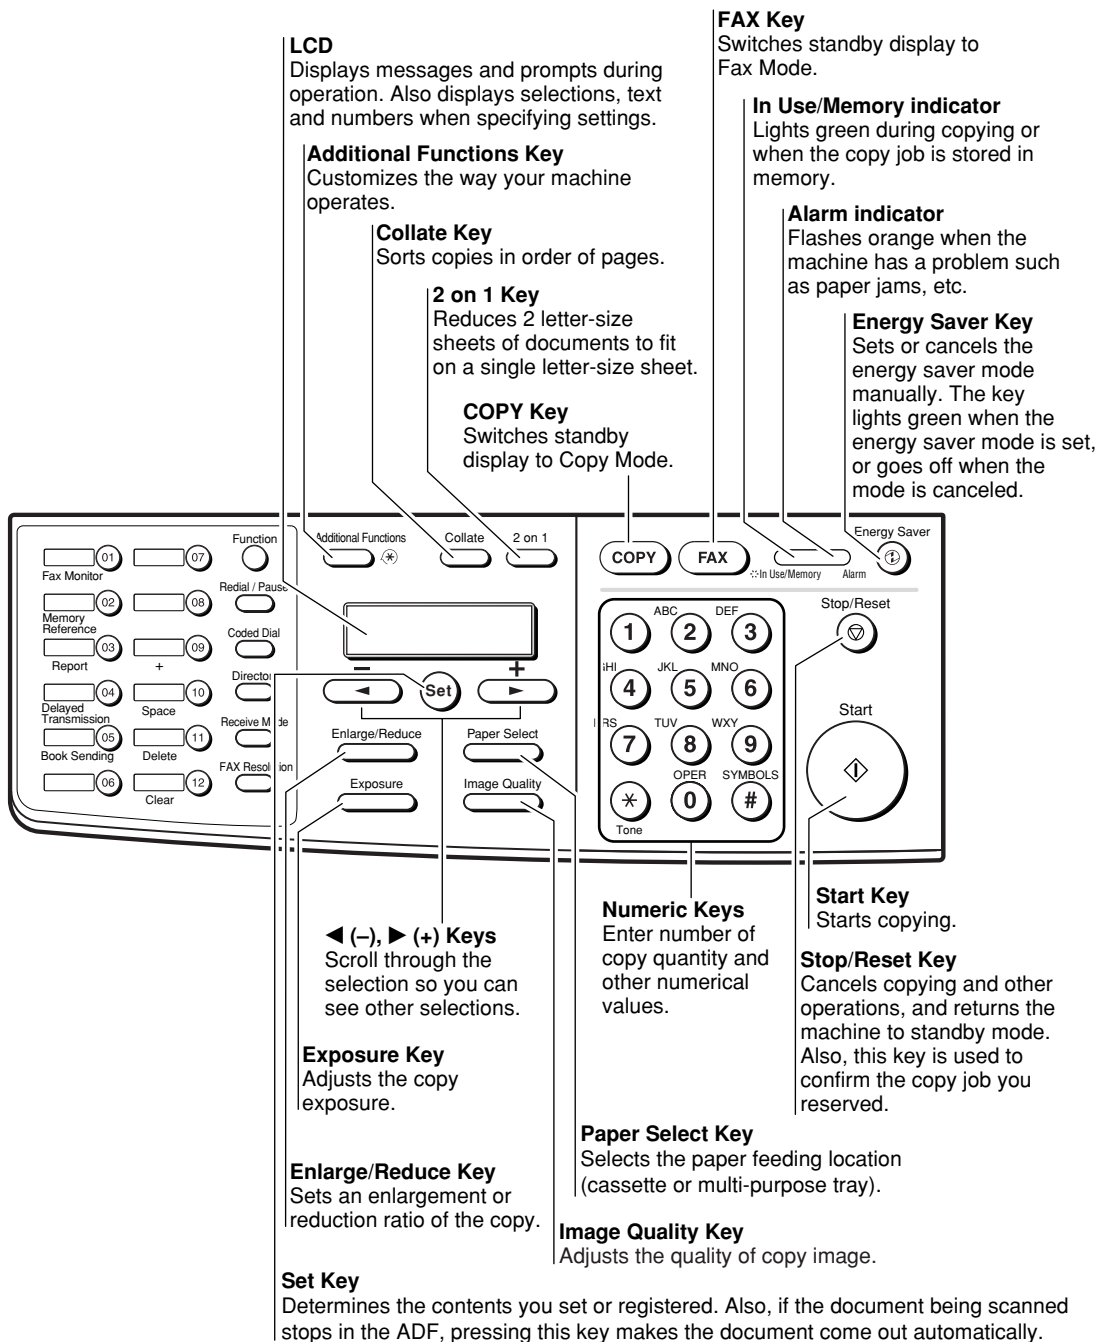 FAX Key
Switches standby display to
Fax Mode.
LCD
Displays messages and prompts during
operation. Also displays selections, text
and numbers when specifying settings.
In Use/Memory indicator
Lights green during copying or
when the copy job is stored in
memory.
Additional Functions Key
Customizes the way your machine
operates.
Alarm indicator
Flashes orange when the
machine has a problem such
as paper jams, etc.
Collate Key
Sorts copies in order of pages.
2 on 1 Key
Reduces 2 letter-size
sheets of documents to fit
on a single letter-size sheet.
Energy Saver Key
Sets or cancels the
energy saver mode
manually. The key
lights green when the
energy saver mode is set,
or goes off when the
mode is canceled.
COPY Key
Switches standby
display to Copy Mode.
01
Fax Monitor
02
Memory
Reference
03
Report
04
Delayed
Transmission
05
Book Sending
06
07
08
09
+
10
Space
11
Delete
12
Clear
Function
Redial / Pause
Coded Dial
Director
Receive M de
FAX Resol ion
Additional Functions
Collate
2 on 1
–
+
◄
Set
►
Enlarge/Reduce
Paper Select
Exposure
Image Quality
COPY
FAX
In Use/Memory
Alarm
Energy Saver
1
ABC
2
DEF
3
GHI
4
JKL
5
MNO
6
PRS
7
TUV
8
WXY
9
*
Tone
OPER
0
SYMBOLS
#
Stop/Reset
Start
◄ (–), ► (+) Keys
Scroll through the
selection so you can
see other selections.
Numeric Keys
Enter number of
copy quantity and
other numerical
values.
Start Key
Starts copying.
Stop/Reset Key
Cancels copying and other
operations, and returns the
machine to standby mode.
Also, this key is used to
confirm the copy job you
reserved.
Exposure Key
Adjusts the copy
exposure.
Paper Select Key
Selects the paper feeding location
(cassette or multi-purpose tray).
Enlarge/Reduce Key
Sets an enlargement or
reduction ratio of the copy.
Image Quality Key
Adjusts the quality of copy image.
Set Key
Determines the contents you set or registered. Also, if the document being scanned
stops in the ADF, pressing this key makes the document come out automatically.